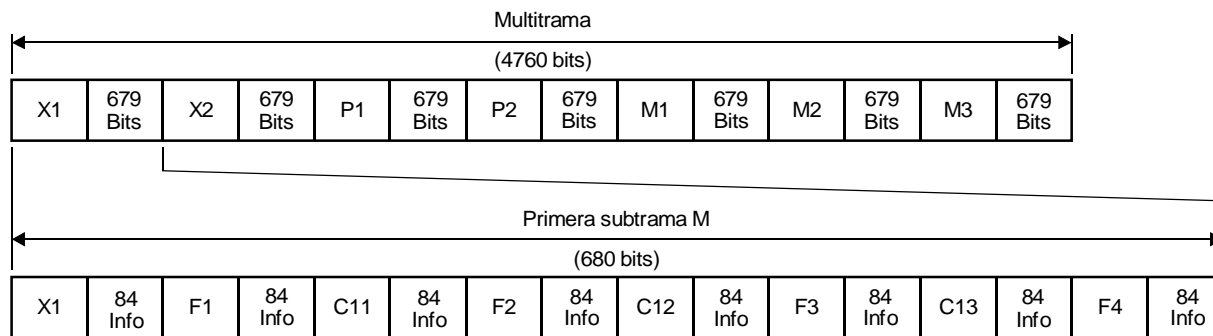 Multitrama
(4760 bits)
X1 679 Bits X2 679 Bits P1 679 Bits P2 679 Bits M1 679 Bits M2 679 Bits M3 679 Bits
Primera subtrama M
(680 bits)
X1 84 Info F1 84 Info C11 84 Info F2 84 Info C12 84 Info F3 84 Info C13 84 Info F4 84 Info